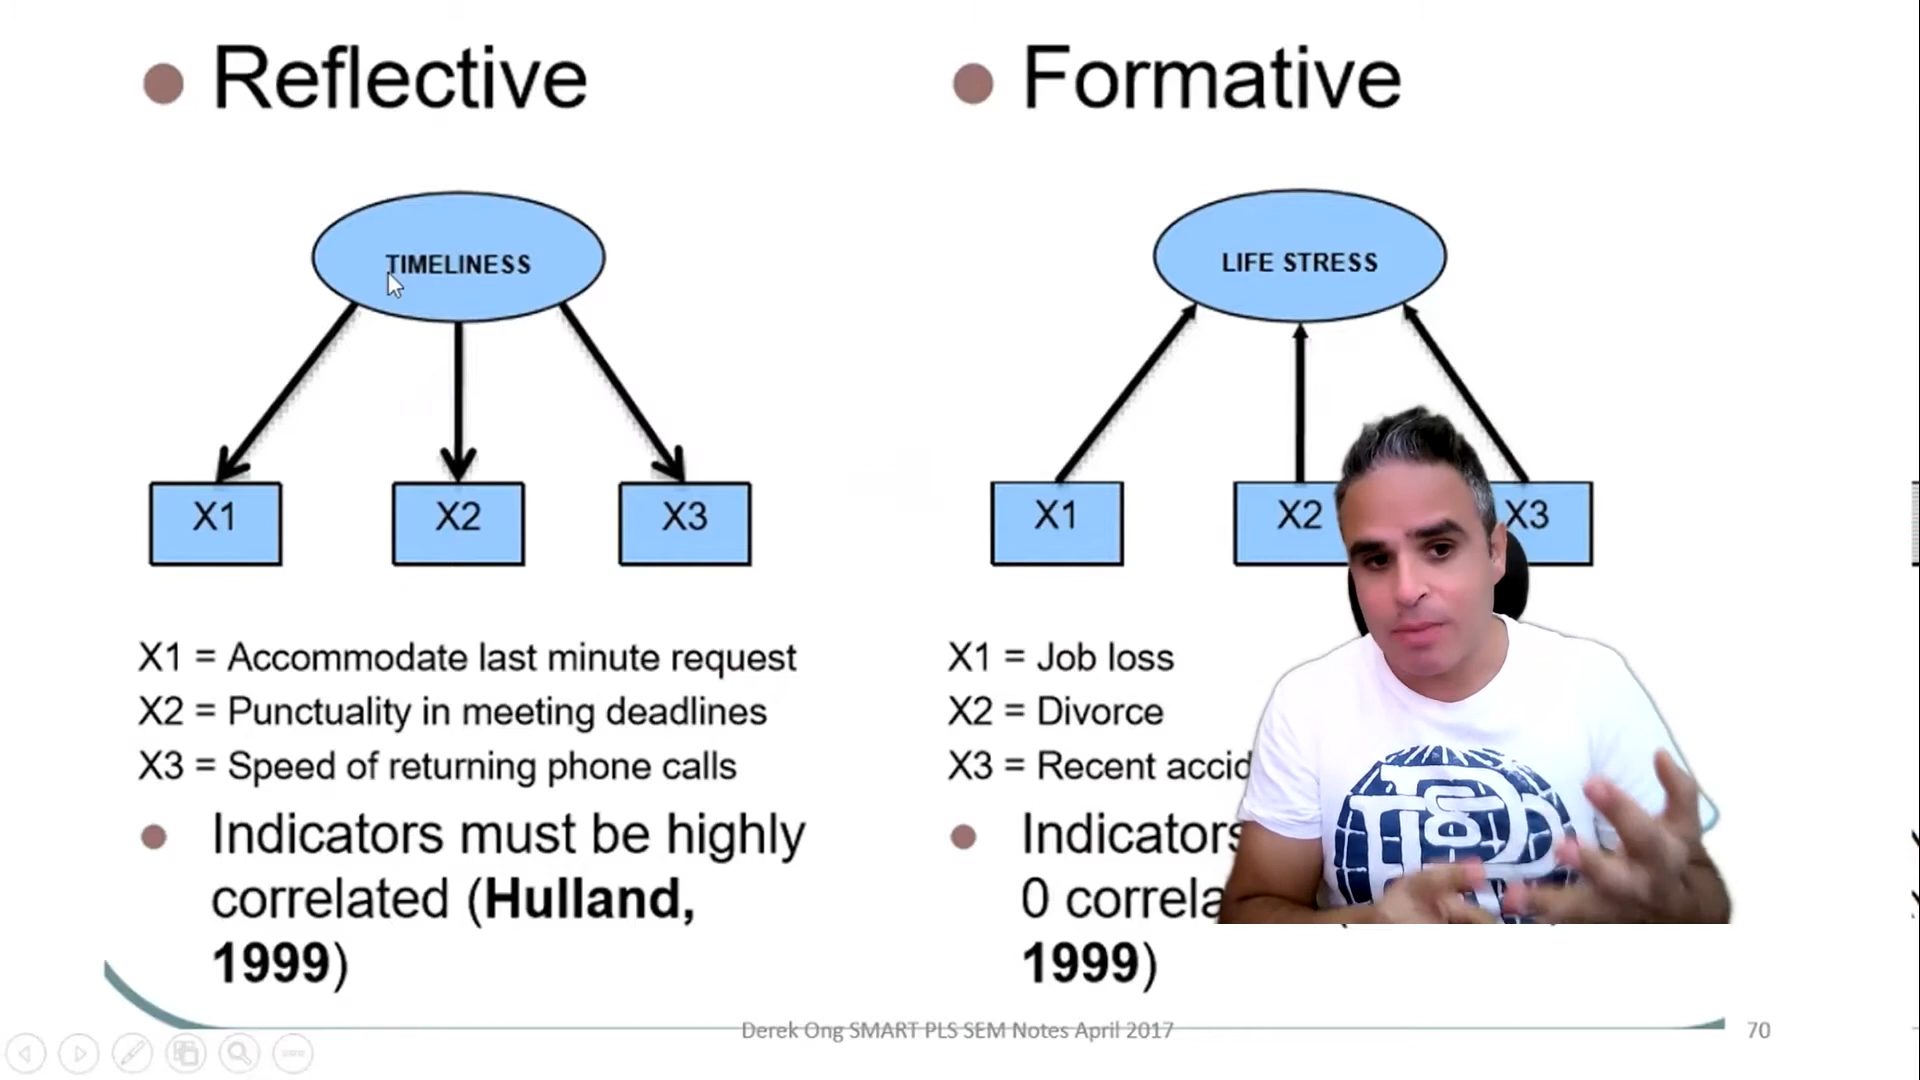 Reflective
TIMELINESS
X1
X2
X3
X1 = Accommodate last minute request
X2 = Punctuality in meeting deadlines
X3 = Speed of returning phone calls
Indicators must be highly
correlated (Hulland,
1999)
Formative
LIFE STRESS
X1
X2
X3
X1 = Job loss
X2 = Divorce
X3 = Recent
Indicators
0
1999)
Derek Ong SMART PLS SEM Notes April 2017
70